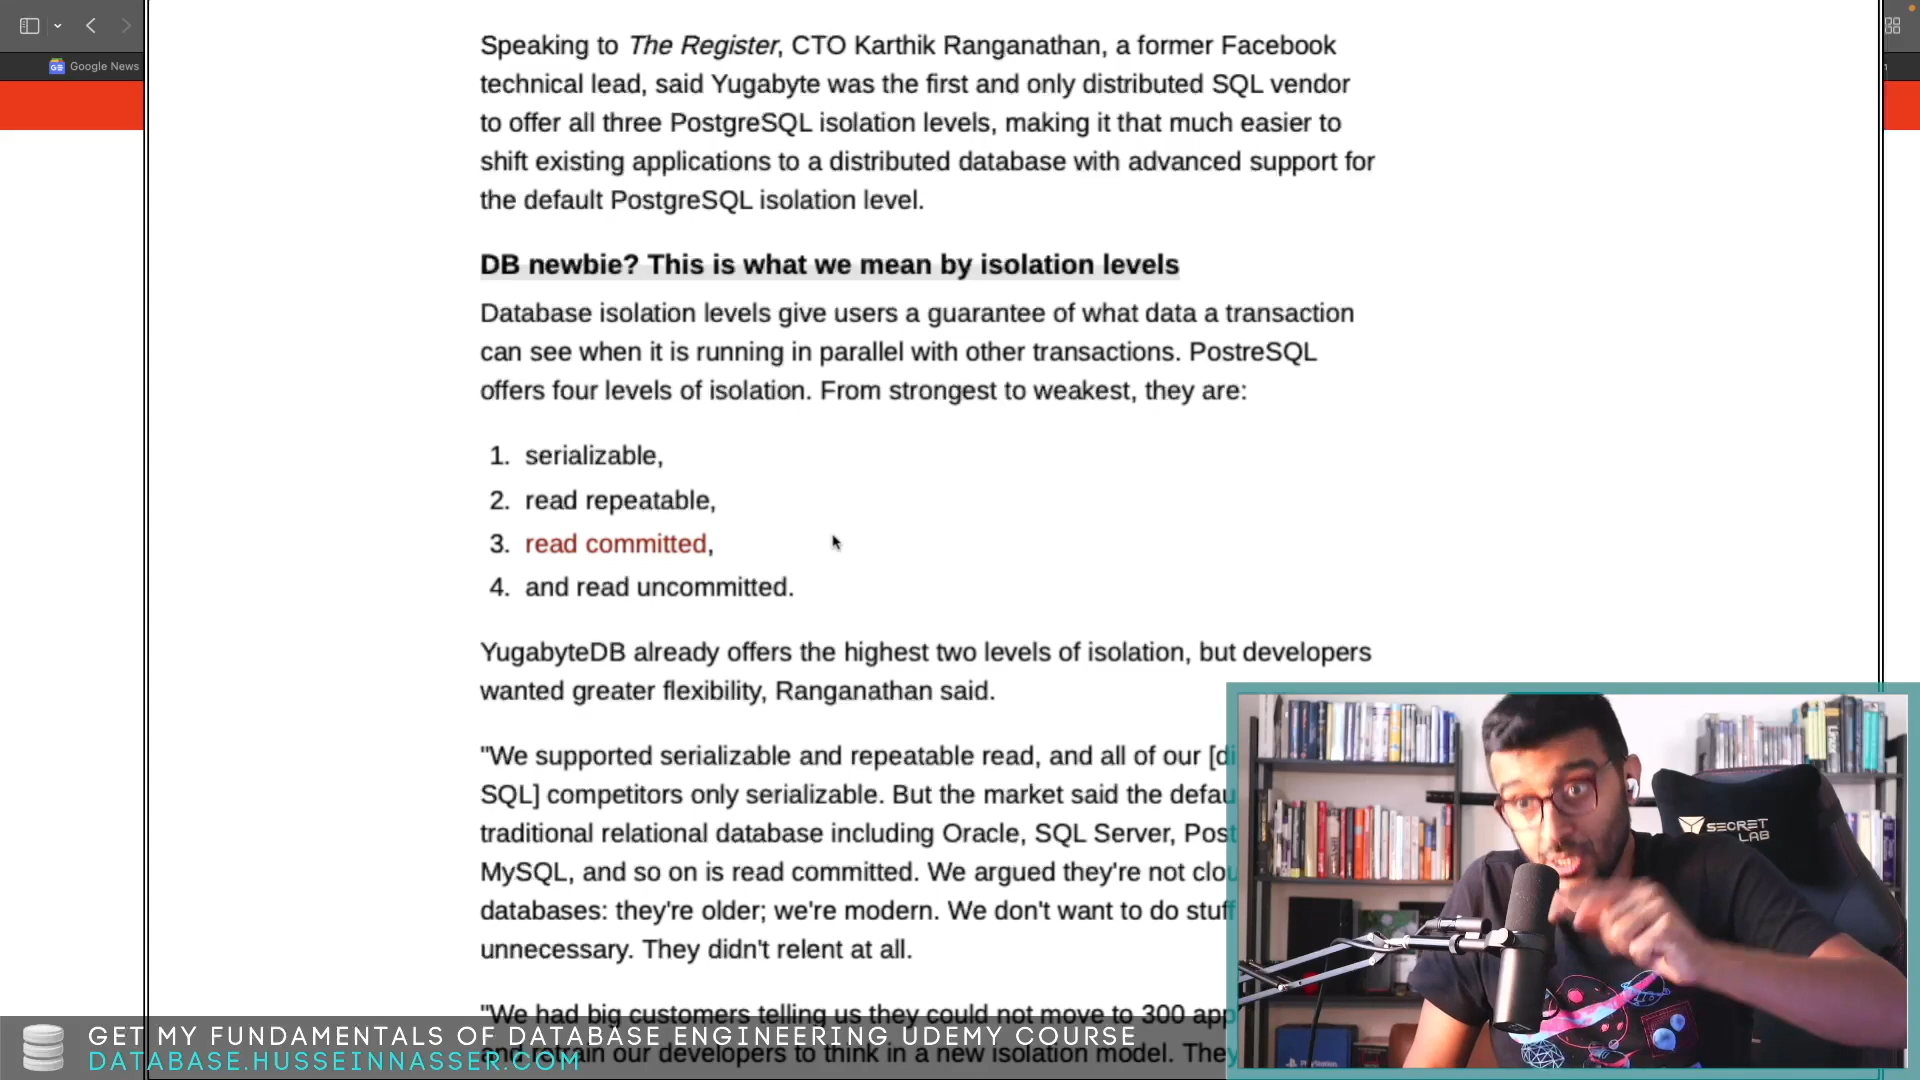 Google News
Speaking to The Register, CTO Karthik Ranganathan, a former Facebook
technical lead, said Yugabyte was the first and only distributed SQL vendor
to offer all three PostgreSQL isolation levels, making it that much easier to
shift existing applications to a distributed database with advanced support for
the default PostgreSQL isolation level.
DB newbie? This is what we mean by isolation levels
Database isolation levels give users a guarantee of what data a transaction
can see when it is running in parallel with other transactions. PostreSQL
offers four levels of isolation. From strongest to weakest, they are:
1. serializable,
2. read repeatable,
3. read committed,
4. and read uncommitted.
YugabyteDB already offers the highest two levels of isolation, but developers
wanted greater flexibility, Ranganathan said.
"We supported serializable and repeatable read, and all of our [di
SQL] competitors only serializable. But the market said the defau
traditional relational database including Oracle, SQL Server, Post
MySQL, and so on is read committed. We argued they're not clou
databases: they're older; we're modern. We don't want to do stuff
unnecessary. They didn't relent at all.
"We had big customers telling us they could not move to 300 app
and retrain our developers to think in a new isolation model. They
SECRET
LAB
GET MY FUNDAMENTALS OF DATABASE ENGINEERING UDEMY COURSE
DATABASE.HUSSEINNASSER.COM